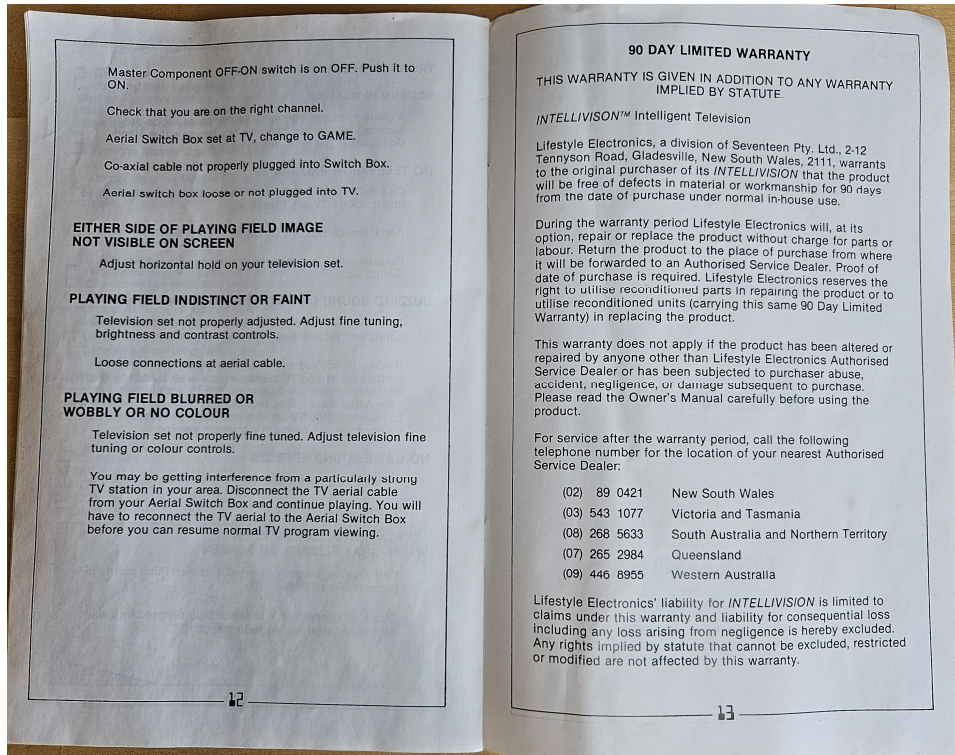 Master Component OFF-ON switch is on OFF. Push it to
ON.
Check that you are on the right channel.
Aerial Switch Box set at TV, change to GAME.
Co-axial cable not properly plugged into Switch Box.
Aerial switch box loose or not plugged into TV.
EITHER SIDE OF PLAYING FIELD IMAGE
NOT VISIBLE ON SCREEN
Adjust horizontal hold on your television set.
PLAYING FIELD INDISTINCT OR FAINT
Television set not properly adjusted. Adjust fine tuning,
brightness and contrast controls.
Loose connections at aerial cable.
PLAYING FIELD BLURRED OR
WOBBLY OR NO COLOUR
Television set not properly fine tuned. Adjust television fine
tuning or colour controls.
You may be getting interference from a particularly strong
TV station in your area. Disconnect the TV aerial cable
from your Aerial Switch Box and continue playing. You will
have to reconnect the TV aerial to the Aerial Switch Box
before you can resume normal TV program viewing.
12
90 DAY LIMITED WARRANTY
THIS WARRANTY IS GIVEN IN ADDITION TO ANY WARRANTY
IMPLIED BY STATUTE.
INTELLIVISON™ Intelligent Television
Lifestyle Electronics, a division of Seventeen Pty. Ltd., 2-12
Tennyson Road, Gladesville, New South Wales, 2111, warrants
to the original purchaser of its INTELLIVISION that the product
will be free of defects in material or workmanship for 90 days
from the date of purchase under normal in-house use.
During the warranty period Lifestyle Electronics will, at its
option, repair or replace the product without charge for parts or
labour. Return the product to the place of purchase from where
it will be forwarded to an Authorised Service Dealer. Proof of
date of purchase is required. Lifestyle Electronics reserves the
right to utilise reconditioned parts in repairing the product or to
utilise reconditioned units (carrying this same 90 Day Limited
Warranty) in replacing the product.
This warranty does not apply if the product has been altered or
repaired by anyone other than Lifestyle Electronics Authorised
Service Dealer or has been subjected to purchaser abuse,
accident, negligence, or damage subsequent to purchase.
Please read the Owner's Manual carefully before using the
product.
For service after the warranty period, call the following
telephone number for the location of your nearest Authorised
Service Dealer:
(02) 89 0421 New South Wales
(03) 543 1077 Victoria and Tasmania
(08) 268 5633 South Australia and Northern Territory
(07) 265 2984 Queensland
(09) 446 8955 Western Australia
Lifestyle Electronics' liability for INTELLIVISION is limited to
claims under this warranty and liability for consequential loss
including any loss arising from negligence is hereby excluded.
Any rights implied by statute that cannot be excluded, restricted
or modified are not affected by this warranty.
13